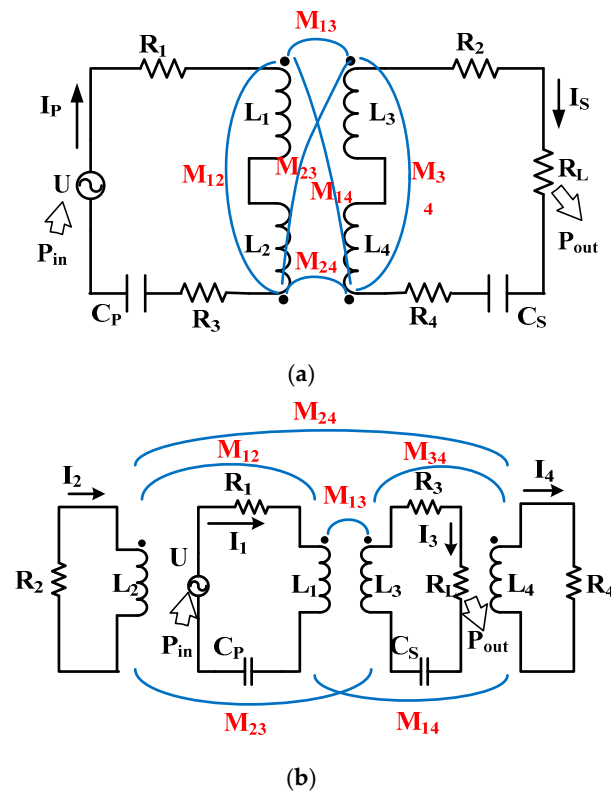 M13
R1
R2
IP
IS
L1
L3
RL
U
M12
M23
M14
M3
4
Pin
Pout
L2
L4
M24
CP
R3
R4
CS
(a)
M24
M12
M34
I2
R1
M13
R3
I4
U
I1
I3
R2
L2
L1
L3
RL
L4
R4
Pin
CP
CS
Pout
M23
M14
(b)